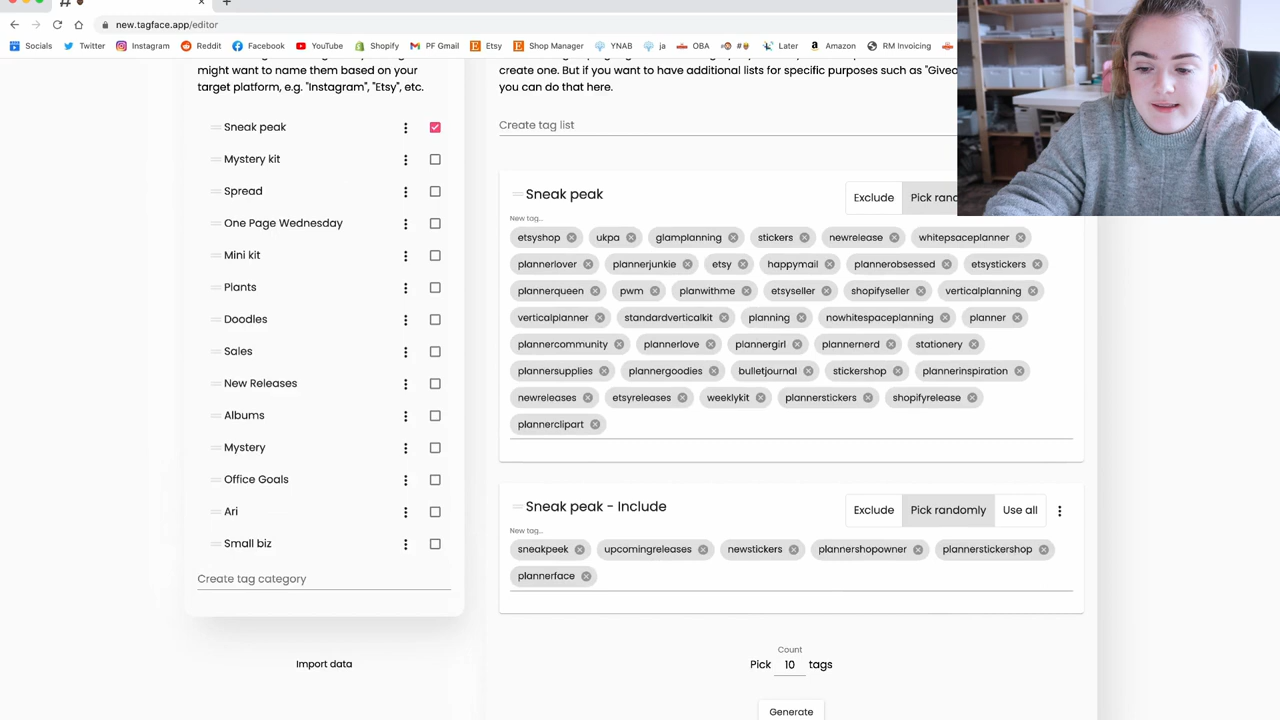 new.tagface.app/editor
Socials Twitter Instagram Reddit Facebook YouTube Shopify PF Gmail Etsy Shop Manager YNAB ja OBA # Later Amazon RM Invoicing
might want to name them based on your
target platform, e.g. "Instagram", "Etsy", etc.
Sneak peak
Mystery kit
Spread
One Page Wednesday
Mini kit
Plants
Doodles
Sales
New Releases
Albums
Mystery
Office Goals
Ari
Small biz
Create tag category
Import data
create one. But if you want to have additional lists for specific purposes such as "Givea
you can do that here.
Create tag list
Sneak peak
Exclude Pick rand
New tag...
etsyshop ukpa glamplanning stickers newrelease whitepsaceplanner
plannerlover plannerjunkie etsy happymail plannerobsessed etsystickers
plannerqueen pwm planwithme etsyseller shopifyseller verticalplanning
verticalplanner standardverticalkit planning nowhitespaceplanning planner
plannercommunity plannerlove plannergirl plannernerd stationery
plannersupplies plannergoodies bulletjournal stickershop plannerinspiration
newreleases etsyreleases weeklykit plannerstickers shopifyrelease
plannerclipart
Sneak peak - Include
Exclude Pick randomly Use all
New tag...
sneakpeek upcomingreleases newstickers plannershopowner plannerstickershop
plannerface
Count
Pick 10 tags
Generate